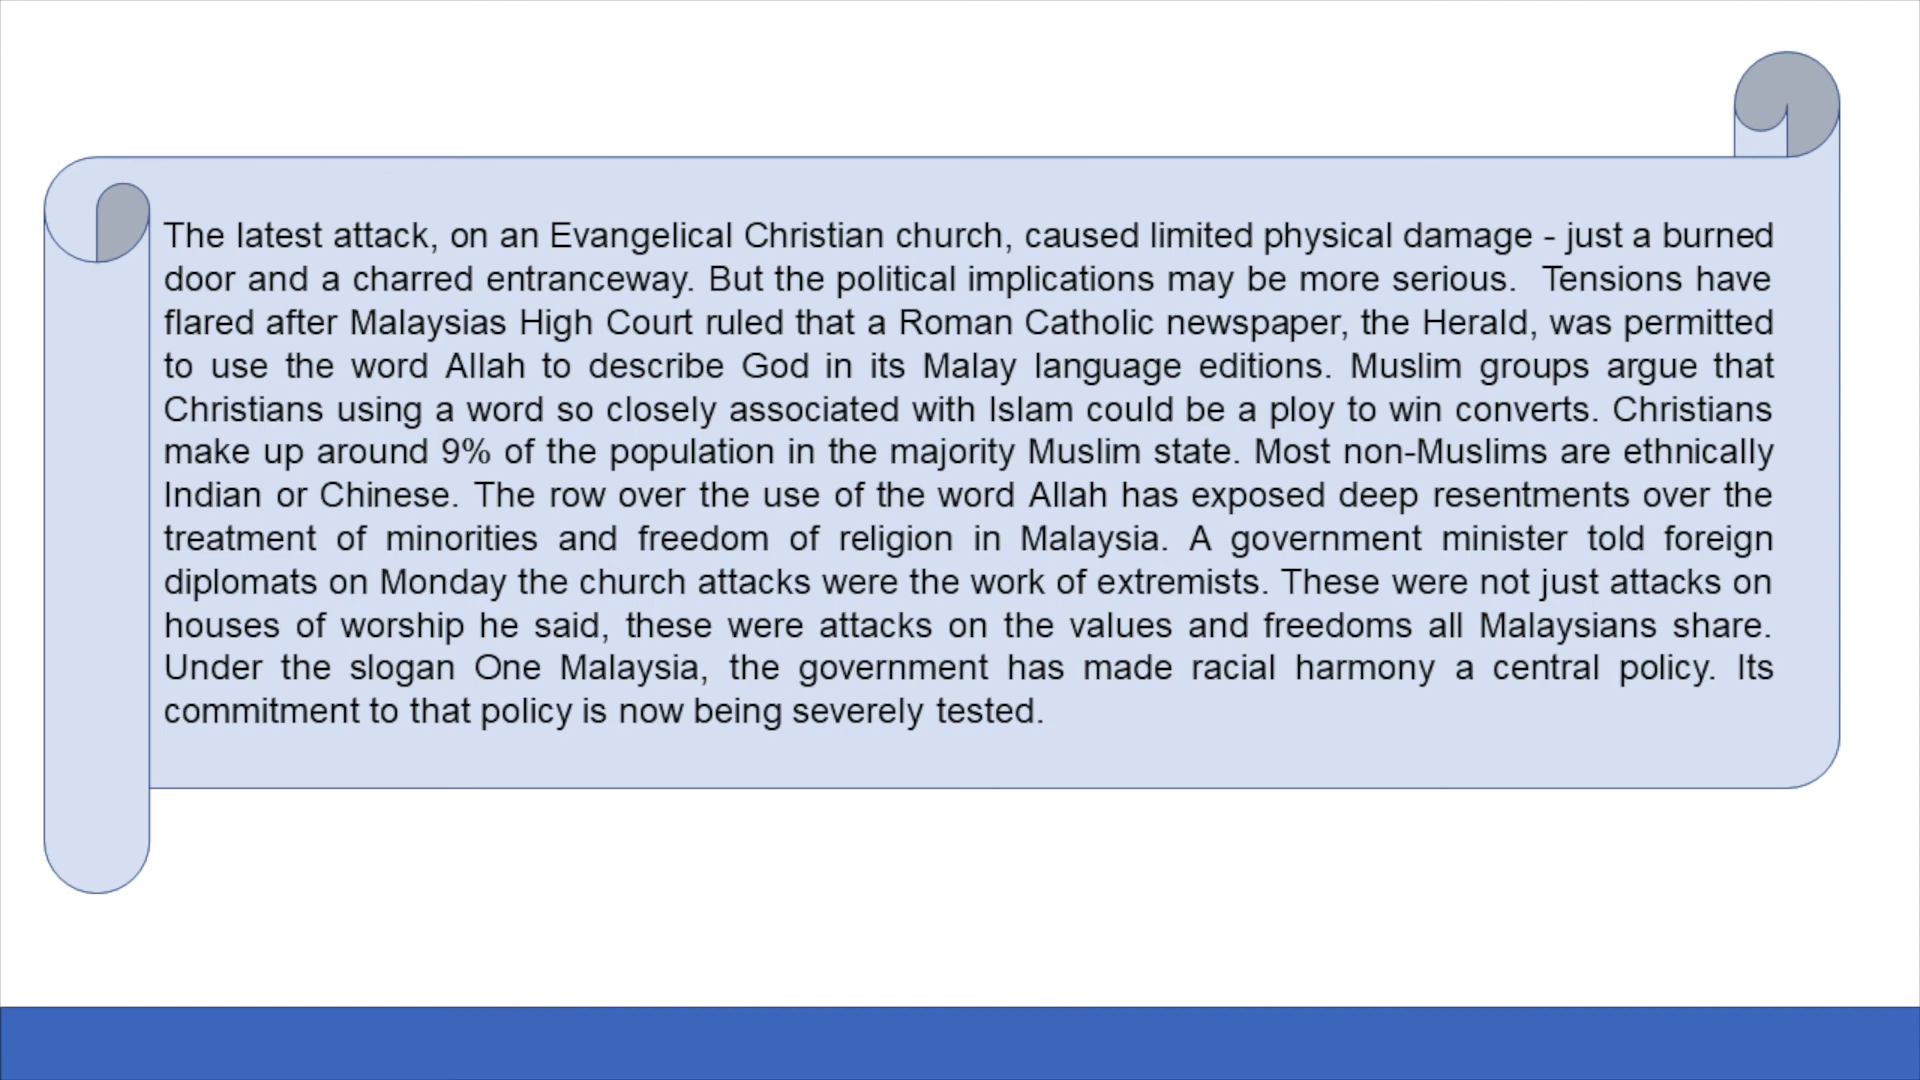 The latest attack, on an Evangelical Christian church, caused limited physical damage - just a burned
door and a charred entranceway. But the political implications may be more serious.  Tensions have
flared after Malaysias High Court ruled that a Roman Catholic newspaper, the Herald, was permitted
to use the word Allah to describe God in its Malay language editions. Muslim groups argue that
Christians using a word so closely associated with Islam could be a ploy to win converts. Christians
make up around 9% of the population in the majority Muslim state. Most non-Muslims are ethnically
Indian or Chinese. The row over the use of the word Allah has exposed deep resentments over the
treatment of minorities and freedom of religion in Malaysia. A government minister told foreign
diplomats on Monday the church attacks were the work of extremists. These were not just attacks on
houses of worship he said, these were attacks on the values and freedoms all Malaysians share.
Under the slogan One Malaysia, the government has made racial harmony a central policy. Its
commitment to that policy is now being severely tested.